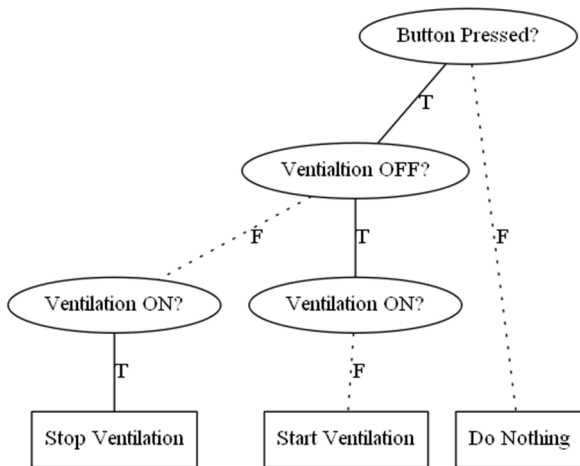 Button Pressed?
T
Ventialtion OFF?
F
T
F
Ventilation ON?
Ventilation ON?
T
F
Stop Ventilation
Start Ventilation
Do Nothing